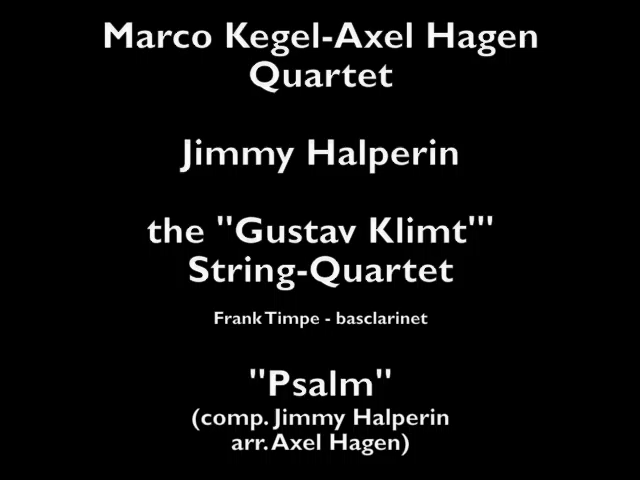 Marco Kegel-Axel Hagen
Quartet
Jimmy Halperin
the "Gustav Klimt'"
String-Quartet
Frank Timpe - basclarinet
"Psalm"
(comp. Jimmy Halperin
arr. Axel Hagen)